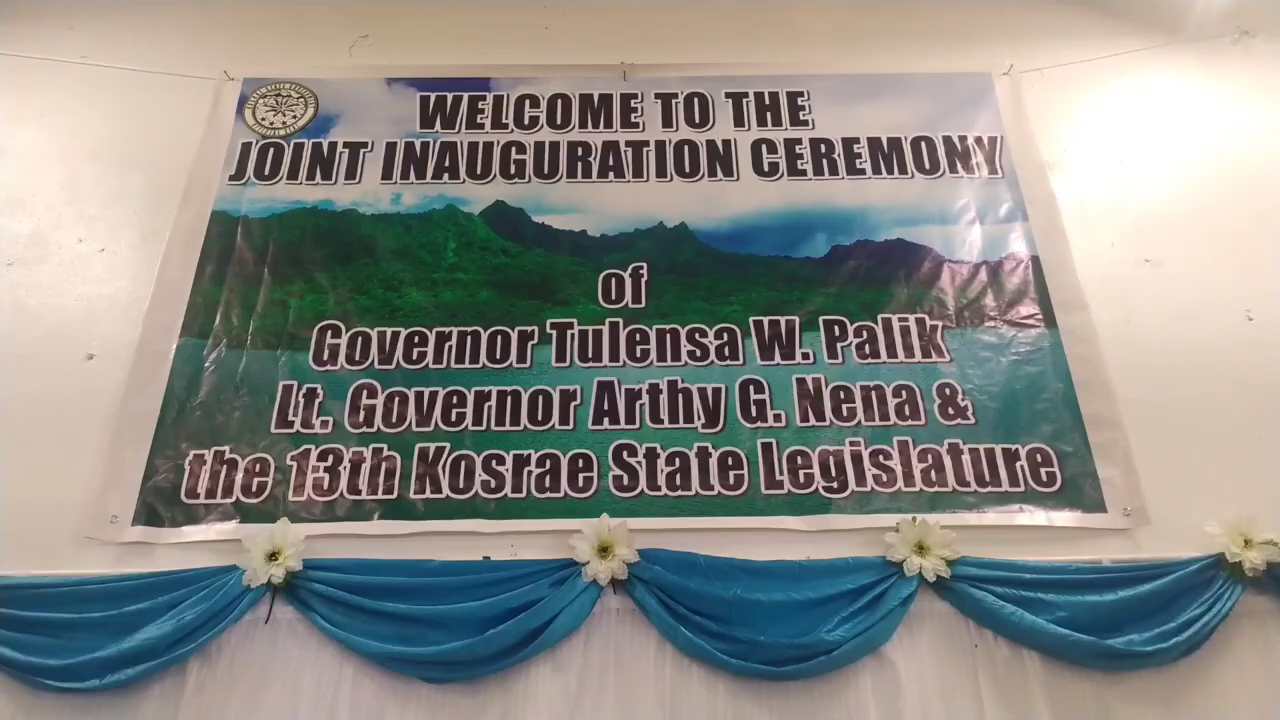 WELCOME TO THE
JOINT INAUGURATION CEREMONY
of
Governor Tulensa W. Palik
Lt. Governor Arthy G. Nena &
the 13th Kosrae State Legislature